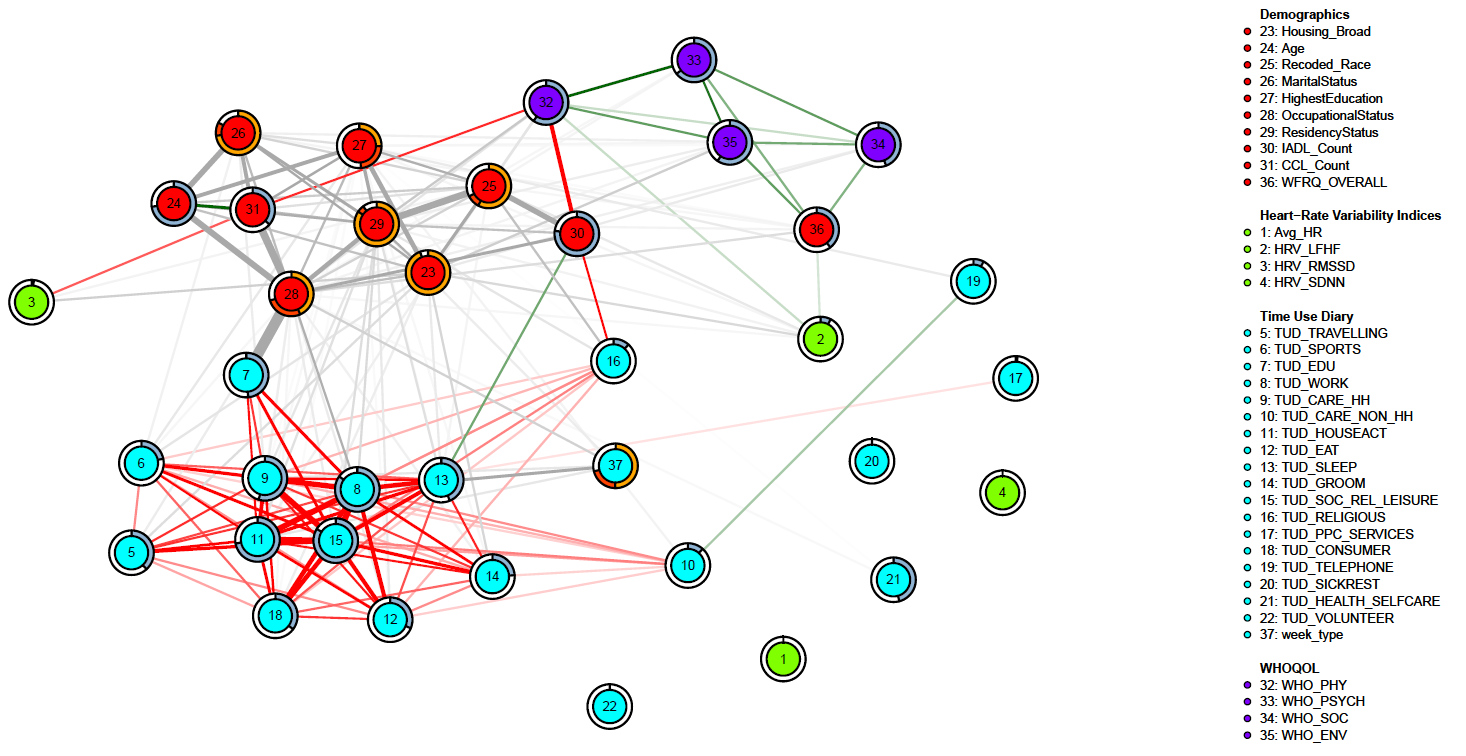 Demographics
23: Housing_Broad
24: Age
25: Recoded_Race
26: MaritalStatus
27: HighestEducation
28: OccupationalStatus
29: ResidencyStatus
30: IADL_Count
31: CCL_Count
36: WFRQ_OVERALL
Heart−Rate Variability Indices
1: Avg_HR
2: HRV_LFHF
3: HRV_RMSSD
4: HRV_SDNN
Time Use Diary
5: TUD_TRAVELLING
6: TUD_SPORTS
7: TUD_EDU
8: TUD_WORK
9: TUD_CARE_HH
10: TUD_CARE_NON_HH
11: TUD_HOUSEACT
12: TUD_EAT
13: TUD_SLEEP
14: TUD_GROOM
15: TUD_SOC_REL_LEISURE
16: TUD_RELIGIOUS
17: TUD_PPC_SERVICES
18: TUD_CONSUMER
19: TUD_TELEPHONE
20: TUD_SICKREST
21: TUD_HEALTH_SELFCARE
22: TUD_VOLUNTEER
37: week_type
WHOQOL
32: WHO_PHY
33: WHO_PSYCH
34: WHO_SOC
35: WHO_ENV
33
32
26
27
35
34
25
24
31
29
36
30
23
19
28
3
2
16
7
17
6
37
20
9
13
8
4
11
15
5
10
14
21
18
12
1
22